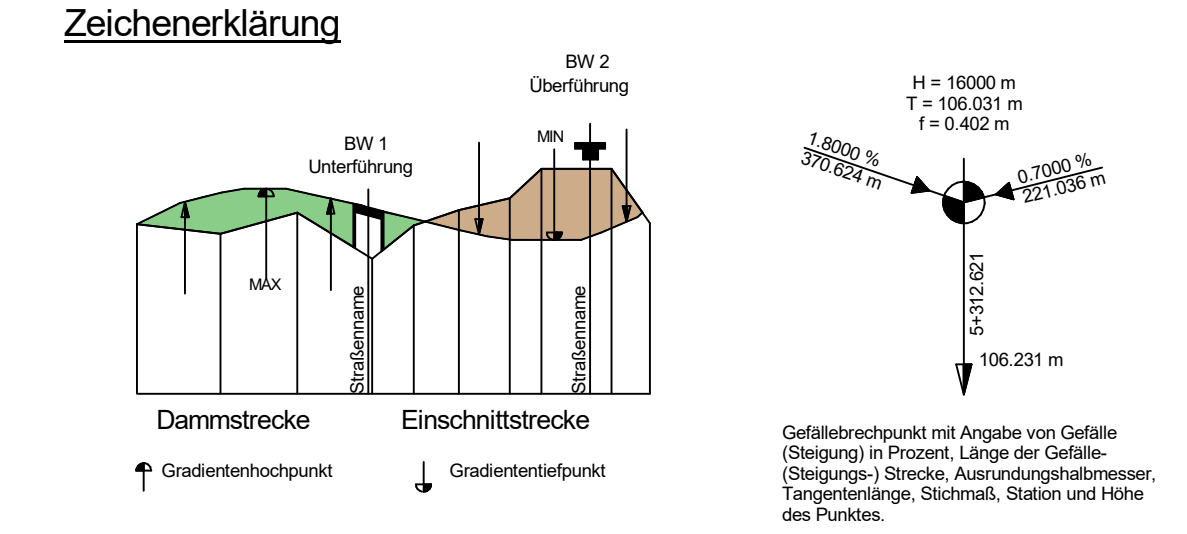 Zeichenerklärung
BW 2
Überführung
BW 1
Unterführung
MIN
MAX
Straßenname
Straßenname
Dammstrecke
Einschnittstrecke
Gradientenhochpunkt
Gradiententiefpunkt
H = 16000 m
T = 106.031 m
f = 0.402 m
1.8000 %
370.624 m
0.7000 %
221.036 m
5+312.621
106.231 m
Gefällebrechpunkt mit Angabe von Gefälle
(Steigung) in Prozent, Länge der Gefälle-
(Steigungs-) Strecke, Ausrundungshalbmesser,
Tangentenlänge, Stichmaß, Station und Höhe
des Punktes.